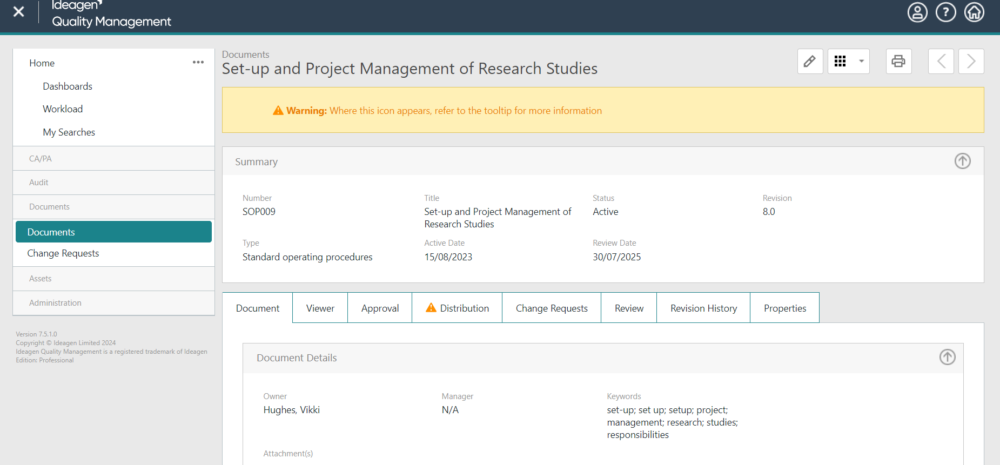 Ideagen
Quality Management
Home
Dashboards
Workload
My Searches
CA/PA
Audit
Documents
Documents
Change Requests
Assets
Administration
Version 7.5.1.0
Copyright © Ideagen Limited 2024
Ideagen Quality Management is a registered trademark of Ideagen
Edition: Professional
Documents
Set-up and Project Management of Research Studies
Warning: Where this icon appears, refer to the tooltip for more information
Summary
Number
SOP009
Title
Set-up and Project Management of
Research Studies
Status
Active
Revision
8.0
Type
Standard operating procedures
Active Date
15/08/2023
Review Date
30/07/2025
Document
Viewer
Approval
Distribution
Change Requests
Review
Revision History
Properties
Document Details
Owner
Hughes, Vikki
Manager
N/A
Keywords
set-up; set up; setup; project;
management; research; studies;
responsibilities
Attachment(s)